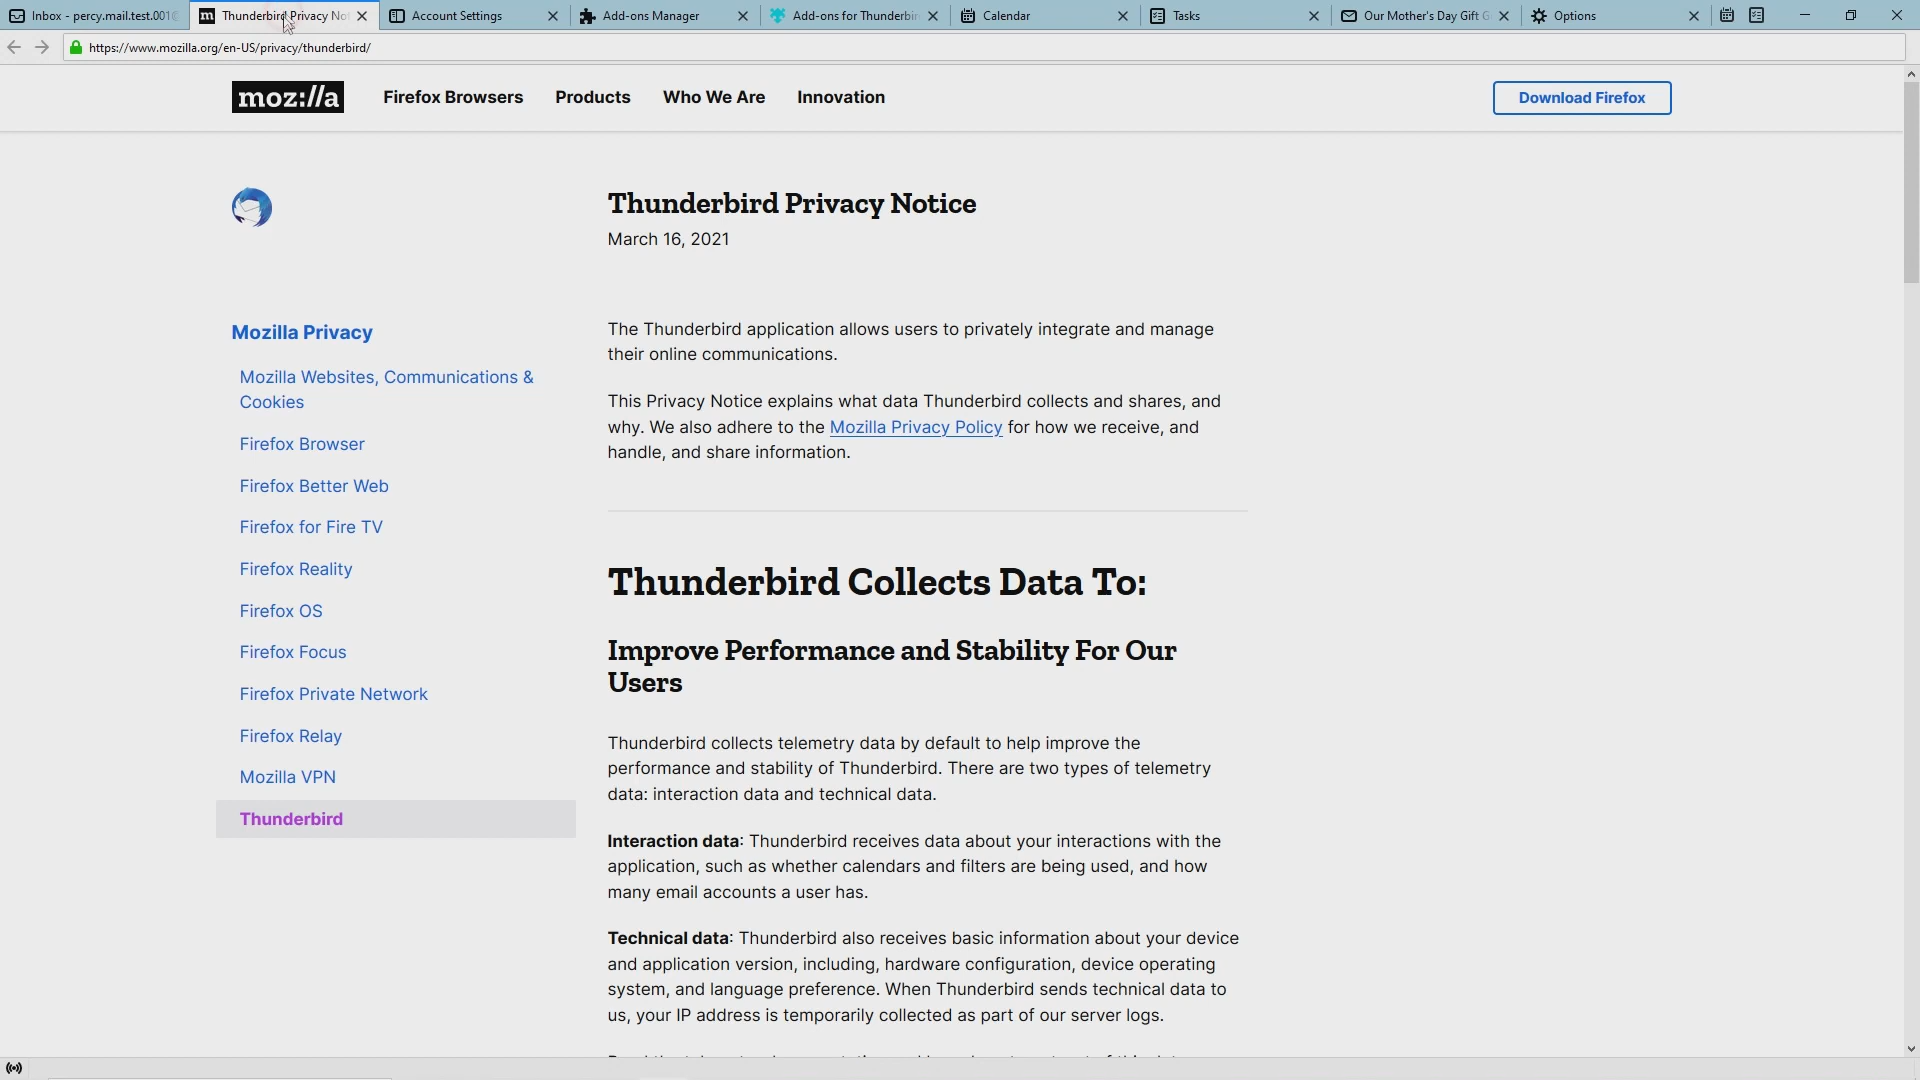 Inbox - percy.mail.test.001@
Thunderbird Privacy Not
Account Settings
Add-ons Manager
Add-ons for Thunderbir
Calendar
Tasks
Our Mother's Day Gift G
Options
https://www.mozilla.org/en-US/privacy/thunderbird/
moz://a
Firefox Browsers
Products
Who We Are
Innovation
Download Firefox
Thunderbird Privacy Notice
March 16, 2021
Mozilla Privacy
Mozilla Websites, Communications &
Cookies
Firefox Browser
Firefox Better Web
Firefox for Fire TV
Firefox Reality
Firefox OS
Firefox Focus
Firefox Private Network
Firefox Relay
Mozilla VPN
Thunderbird
The Thunderbird application allows users to privately integrate and manage
their online communications.
This Privacy Notice explains what data Thunderbird collects and shares, and
why. We also adhere to the Mozilla Privacy Policy for how we receive, and
handle, and share information.
Thunderbird Collects Data To:
Improve Performance and Stability For Our
Users
Thunderbird collects telemetry data by default to help improve the
performance and stability of Thunderbird. There are two types of telemetry
data: interaction data and technical data.
Interaction data: Thunderbird receives data about your interactions with the
application, such as whether calendars and filters are being used, and how
many email accounts a user has.
Technical data: Thunderbird also receives basic information about your device
and application version, including, hardware configuration, device operating
system, and language preference. When Thunderbird sends technical data to
us, your IP address is temporarily collected as part of our server logs.